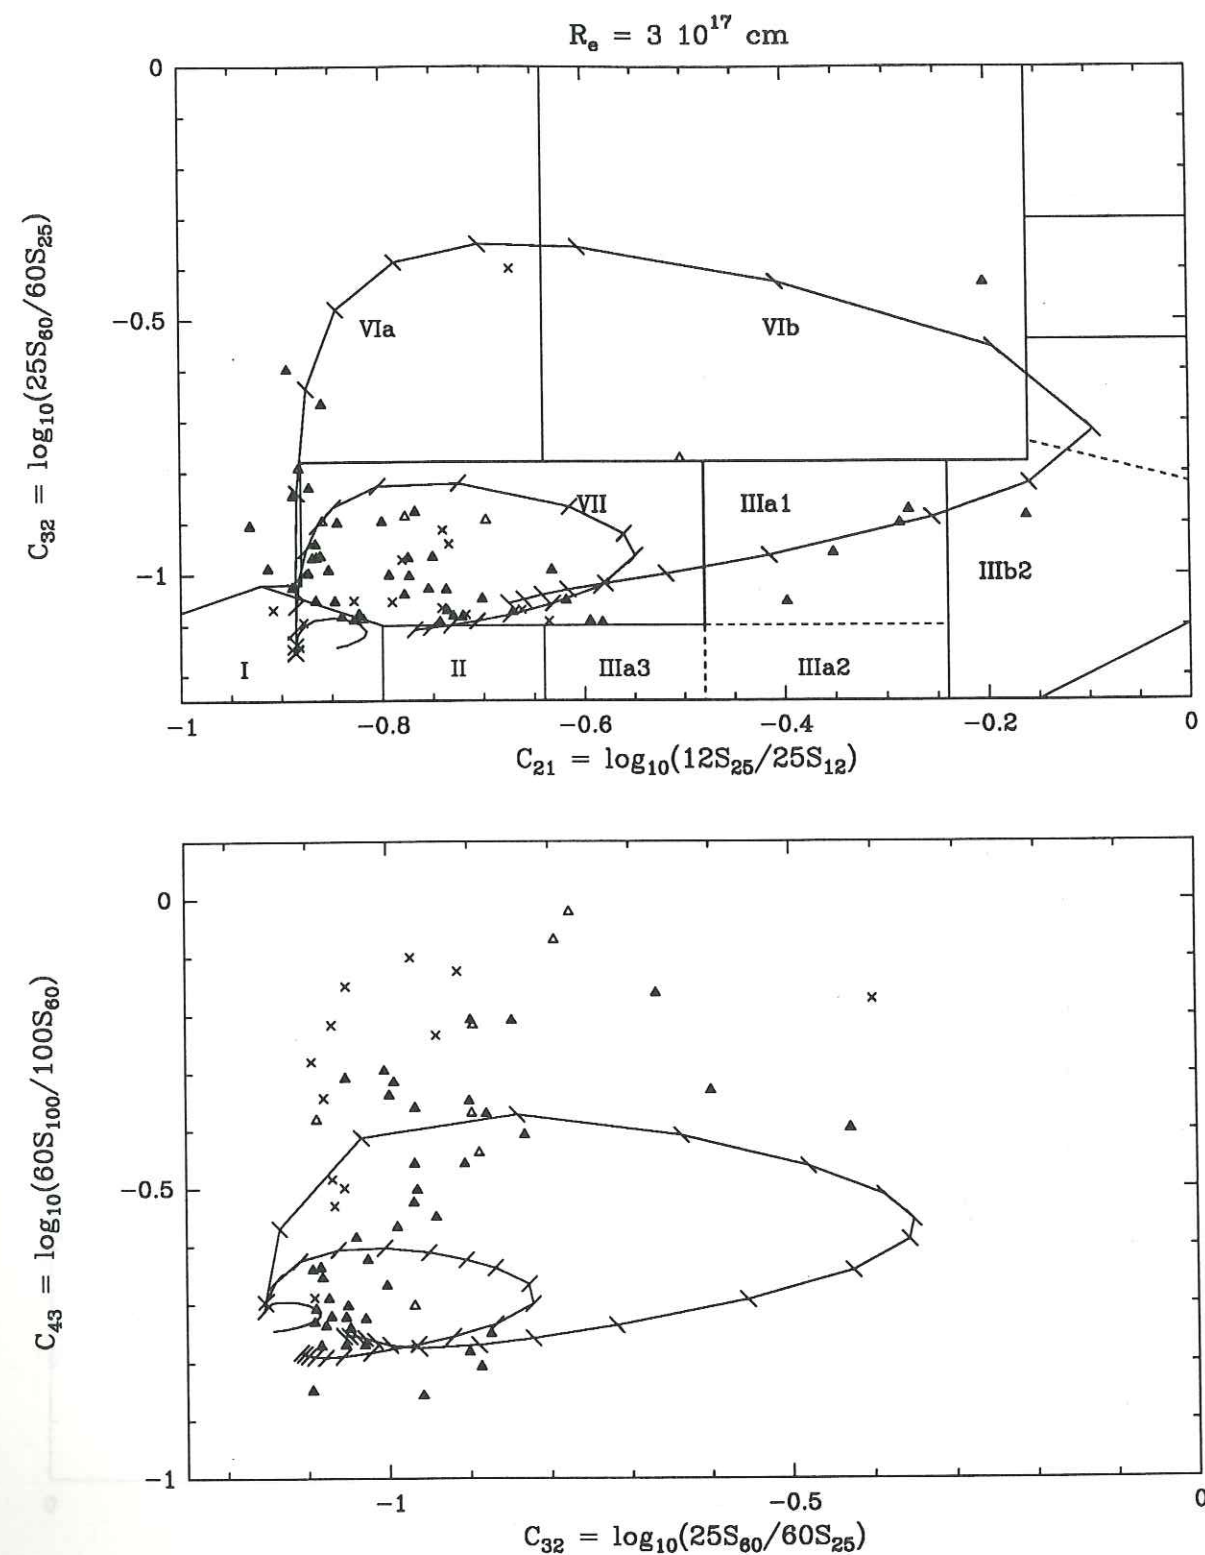 R_e = 3 10^17 cm
0
−0.5
−1
C_32 = log_10(25S_60/60S_25)
VIa
VIb
VII
IIIa1
IIIb2
I
II
IIIa3
IIIa2
−1
−0.8
−0.6
−0.4
−0.2
0
C_21 = log_10(12S_25/25S_12)
0
−0.5
−1
C_43 = log_10(60S_100/100S_60)
−1
−0.5
0
C_32 = log_10(25S_60/60S_25)